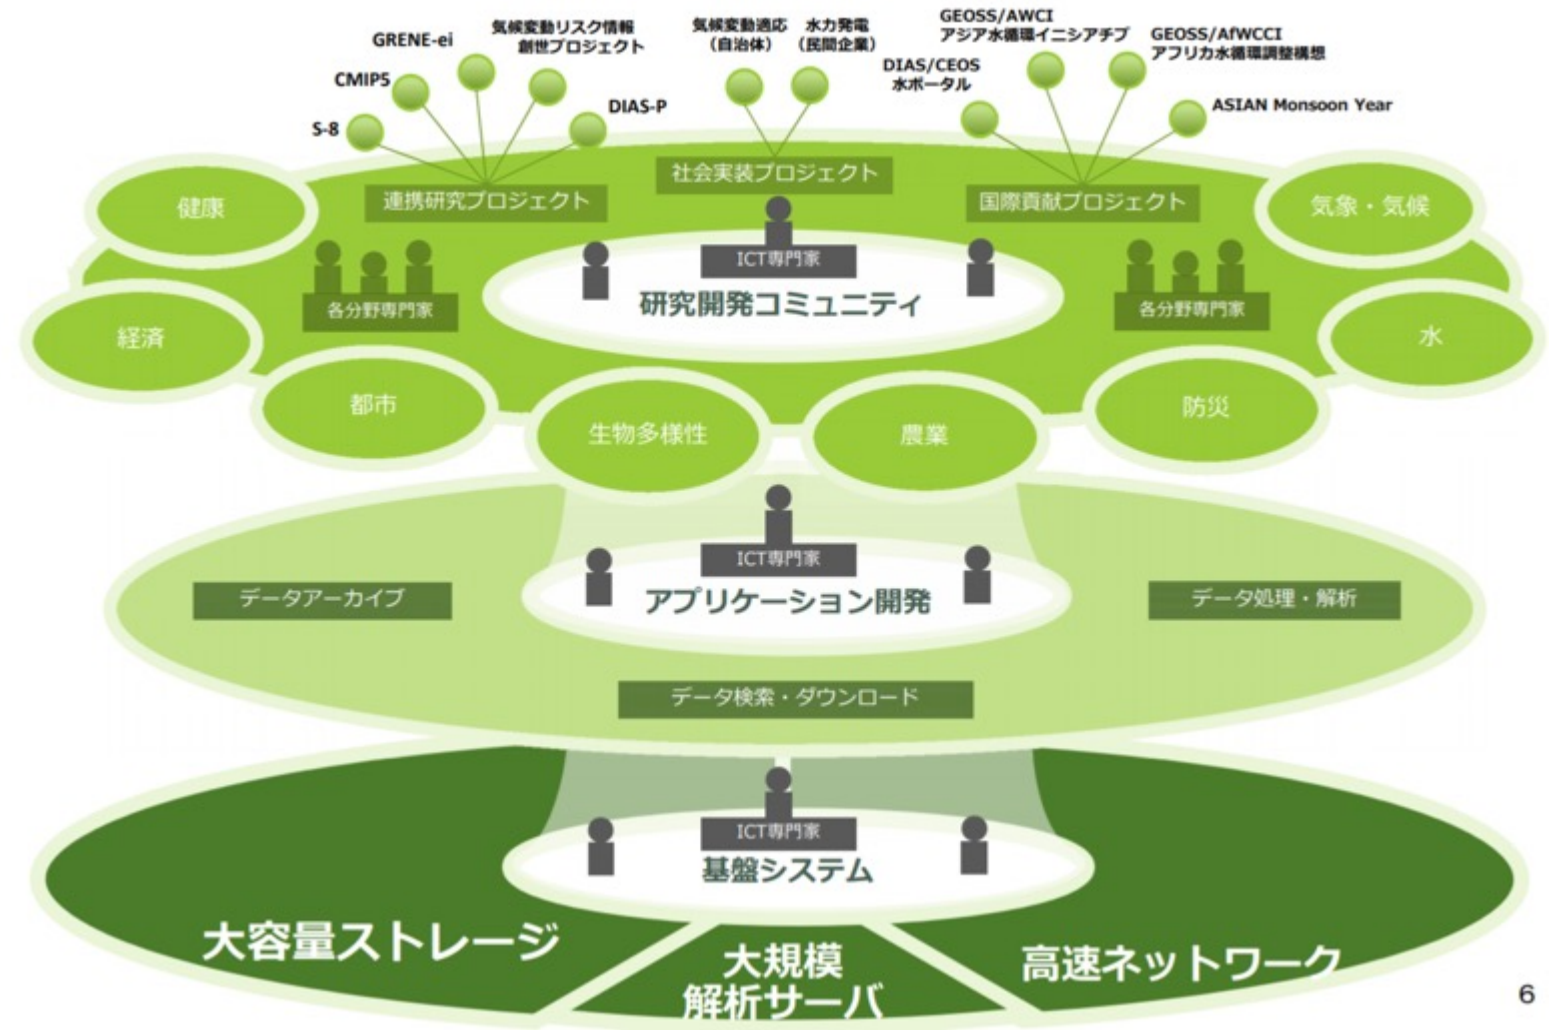 GEOSS/AWCI
アジア水循環イニシアチブ
気候変動リスク情報
創世プロジェクト
気候変動適応
（自治体）
水力発電
（民間企業）
GEOSS/AfWCCI
アフリカ水循環調整構想
GRENE-ei
DIAS/CEOS
水ポータル
CMIP5
DIAS-P
ASIAN Monsoon Year
S-8
社会実装プロジェクト
連携研究プロジェクト
国際貢献プロジェクト
健康
気象・気候
ICT専門家
研究開発コミュニティ
各分野専門家
各分野専門家
経済
水
都市
防災
生物多様性
農業
ICT専門家
アプリケーション開発
データアーカイブ
データ処理・解析
データ検索・ダウンロード
ICT専門家
基盤システム
大容量ストレージ
大規模
解析サーバ
高速ネットワーク
6